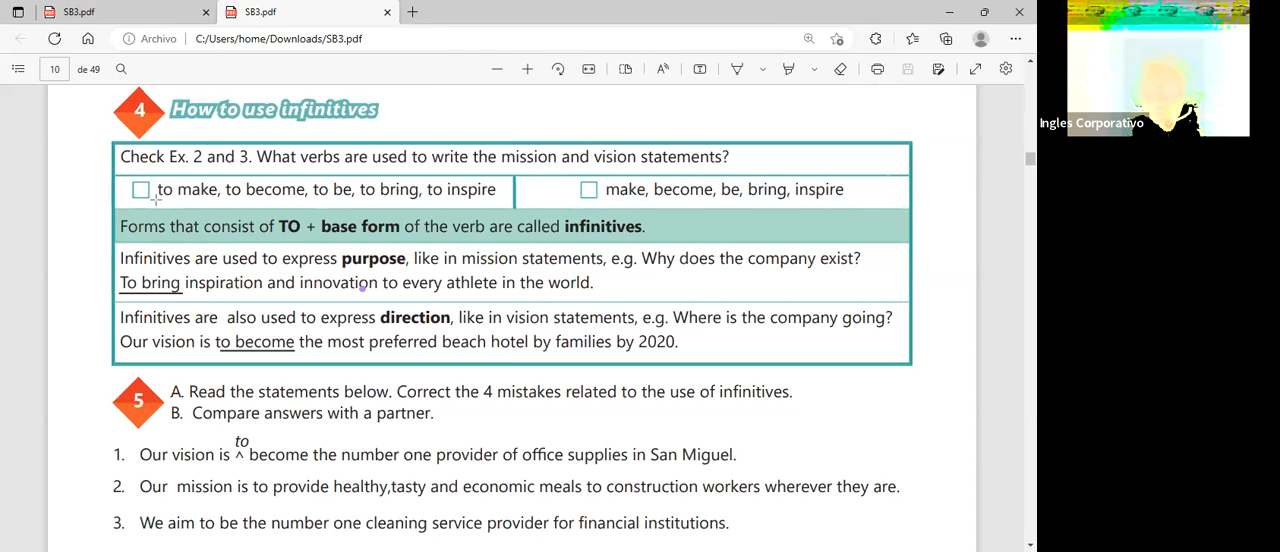 SB3.pdf
SB3.pdf
Archivo
C:/Users/home/Downloads/SB3.pdf
10
de 49
4
How to use infinitives
Check Ex. 2 and 3. What verbs are used to write the mission and vision statements?
to make, to become, to be, to bring, to inspire
make, become, be, bring, inspire
Forms that consist of TO + base form of the verb are called infinitives.
Infinitives are used to express purpose, like in mission statements, e.g. Why does the company exist?
To bring inspiration and innovation to every athlete in the world.
Infinitives are also used to express direction, like in vision statements, e.g. Where is the company going?
Our vision is to become the most preferred beach hotel by families by 2020.
5
A. Read the statements below. Correct the 4 mistakes related to the use of infinitives.
B. Compare answers with a partner.
to
1. Our vision is ^ become the number one provider of office supplies in San Miguel.
2. Our mission is to provide healthy,tasty and economic meals to construction workers wherever they are.
3. We aim to be the number one cleaning service provider for financial institutions.
Ingles Corporativo